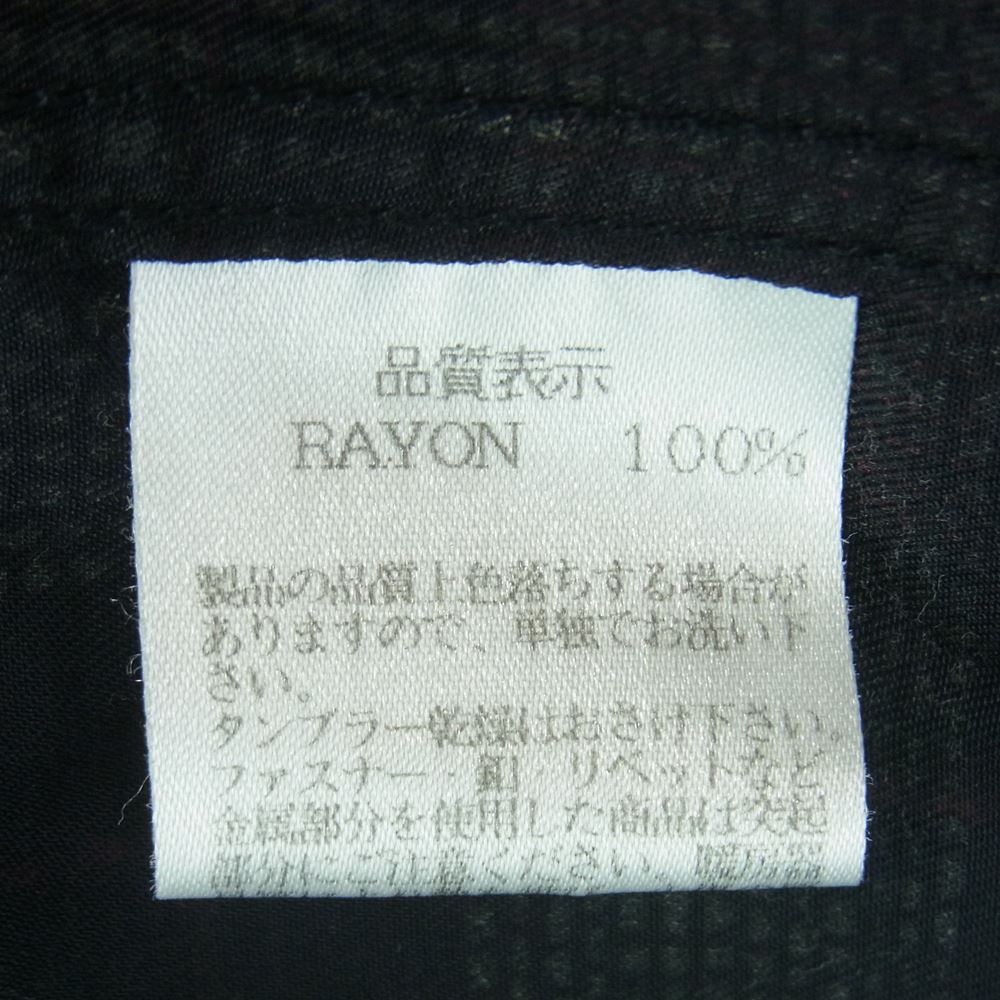 品質表示
RAYON 100%
製品の品質上色落ちする場合が
ありますので、単独でお洗い下
さい。
タンブラー乾燥はおさけ下さい。
ファスナー・釦・リベットなど
金属部分を使用した商品は突起
部分にご注意ください。暖房器